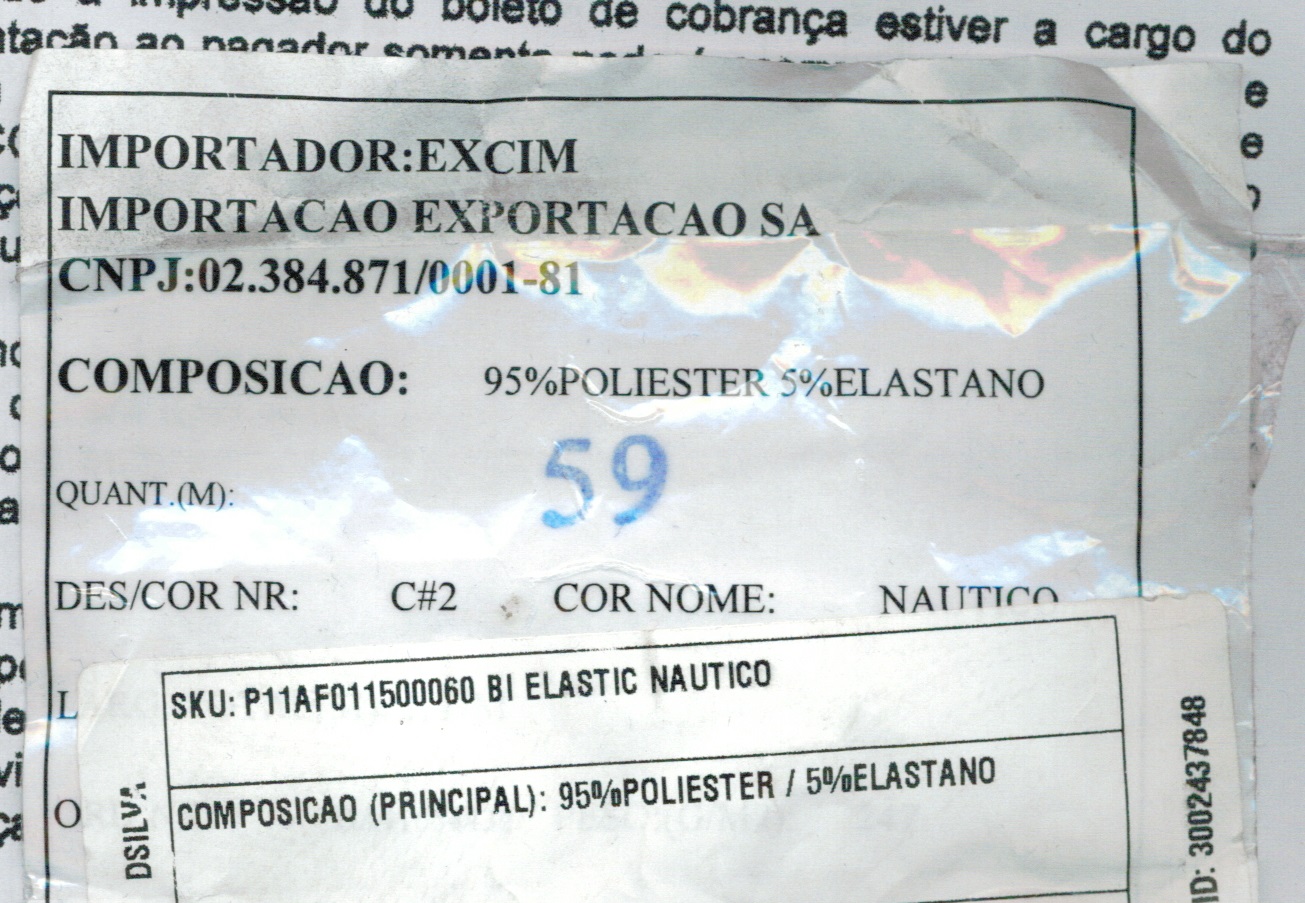 a impressão do boleto de cobrança estiver a cargo do
ao pagador somente
e
e
IMPORTADOR:EXCIM
IMPORTACAO EXPORTACAO SA
CNPJ:02.384.871/0001-81
COMPOSICAO: 95%POLIESTER 5%ELASTANO
QUANT.(M): 59
DES/COR NR: C#2 COR NOME: NAUTICO
L
O
SKU: P11AF011500060 BI ELASTIC NAUTICO
COMPOSICAO (PRINCIPAL): 95%POLIESTER / 5%ELASTANO
DSILVA
ID: 3002437848